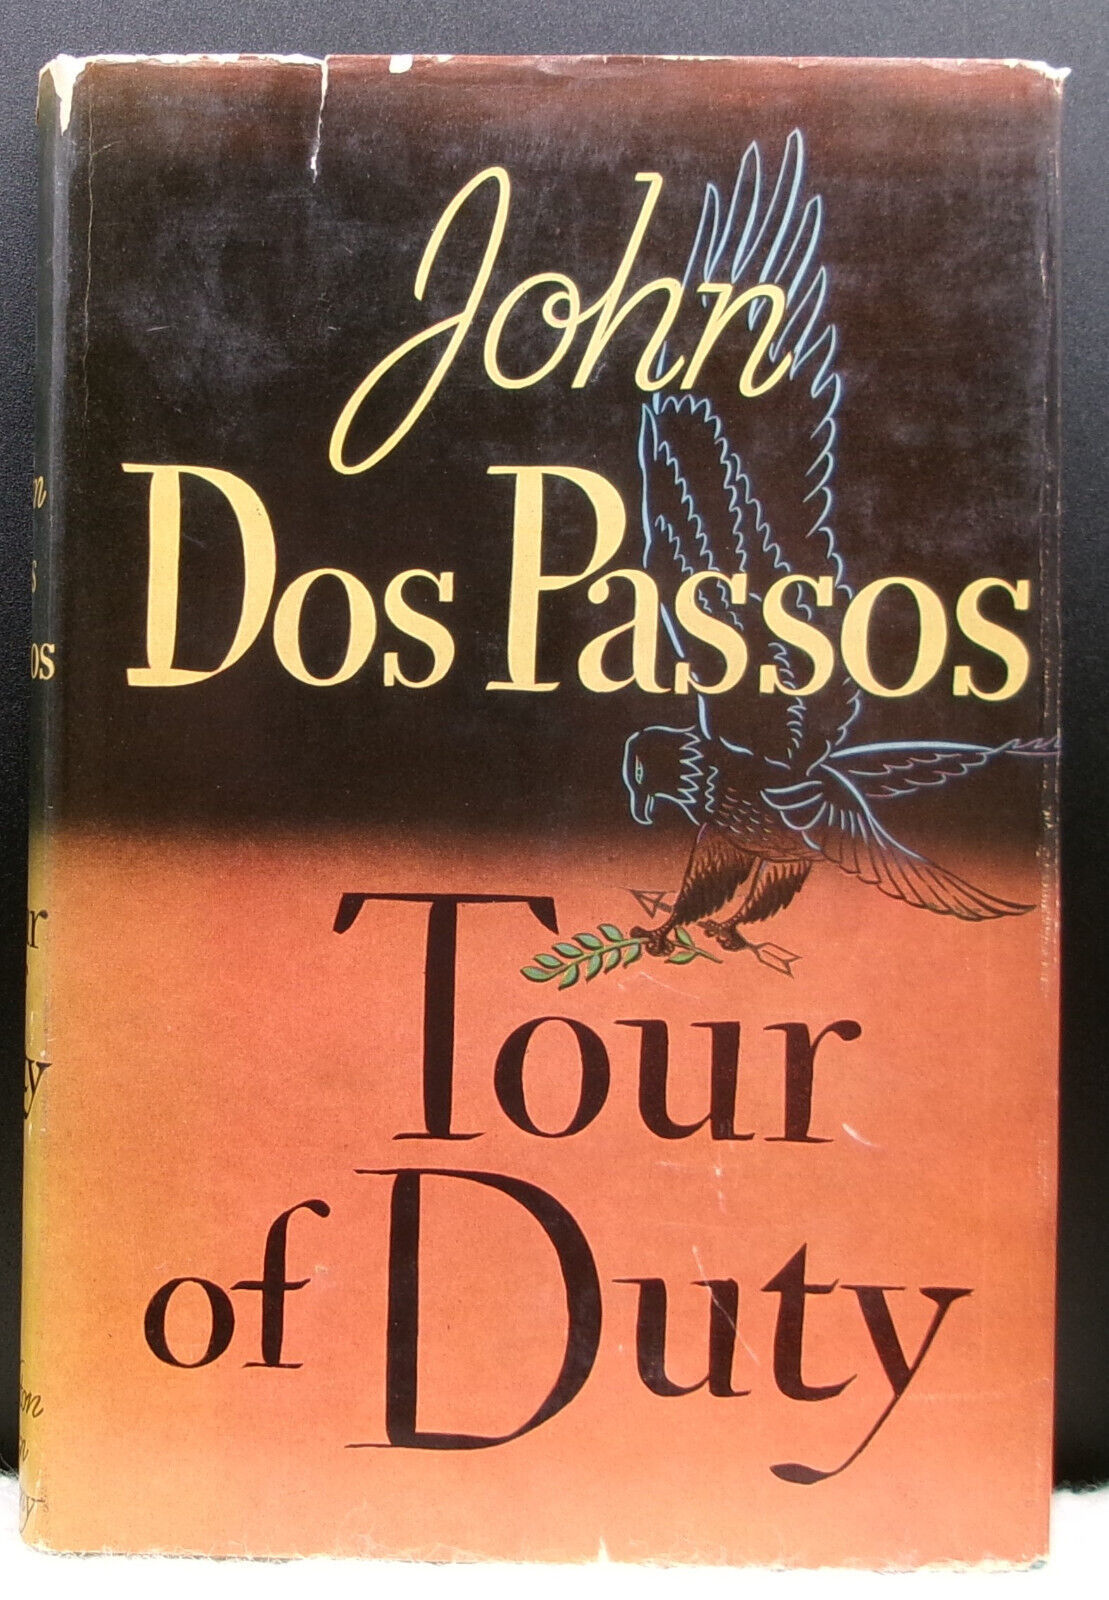 John
Dos Passos
Tour
of Duty